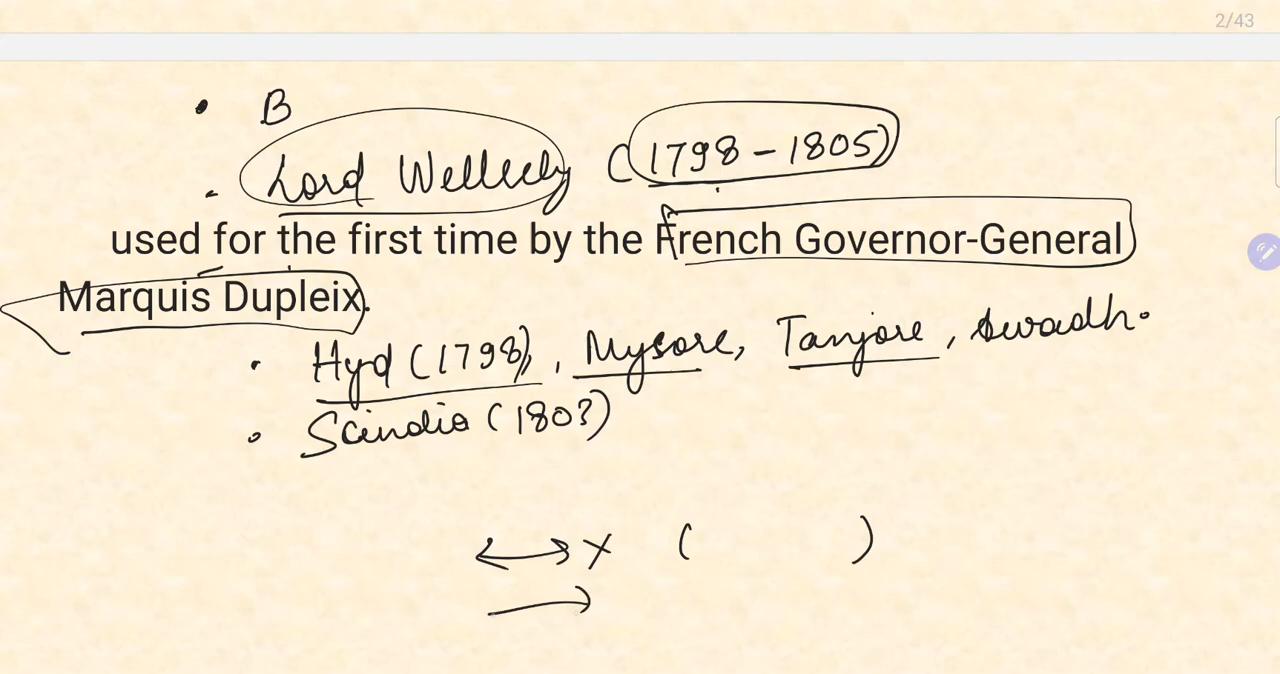 2/43
• B
• Lord Wellesly (1798-1805)
used for the first time by the French Governor-General
Marquis Dupleix.
• Hyd (1798), Mysore, Tanjore, Awadh.
• Scindia (1803)
↔ x ( )
→